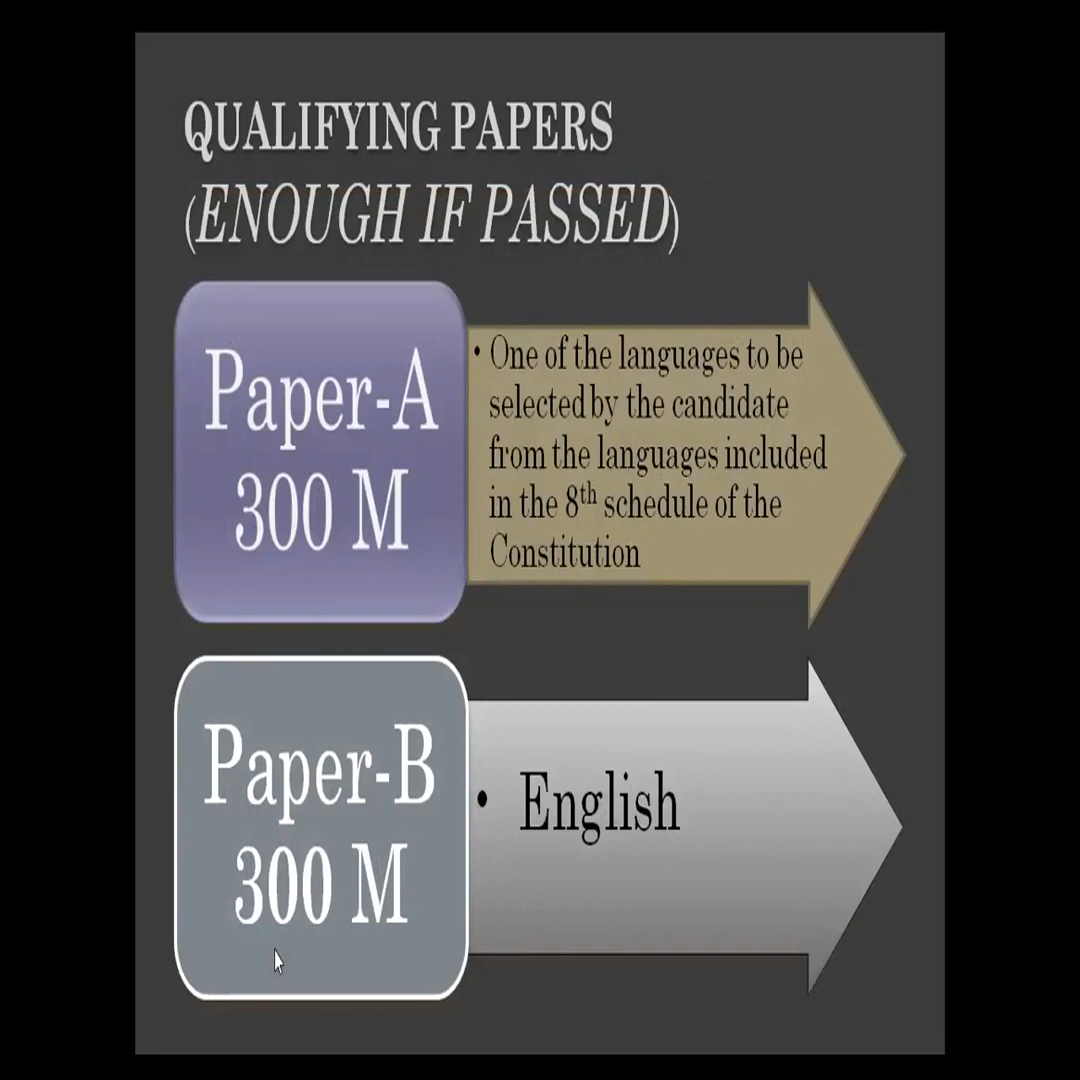 QUALIFYING PAPERS
(ENOUGH IF PASSED)
Paper-A
300 M
• One of the languages to be
selected by the candidate
from the languages included
in the 8th schedule of the
Constitution
Paper-B
300 M
• English